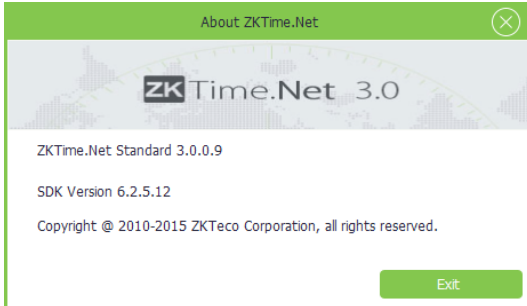 About ZKTime.Net
ZKTime.Net 3.0
ZKTime.Net Standard 3.0.0.9
SDK Version 6.2.5.12
Copyright @ 2010-2015 ZKTeco Corporation, all rights reserved.
Exit